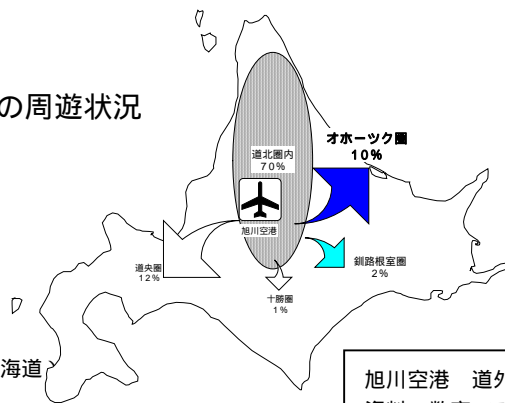 の周遊状況
オホーツク圏
10%
道北圏内
70%
旭川空港
道央圏
12%
釧路根室圏
2%
十勝圏
1%
海道
旭川空港 道外